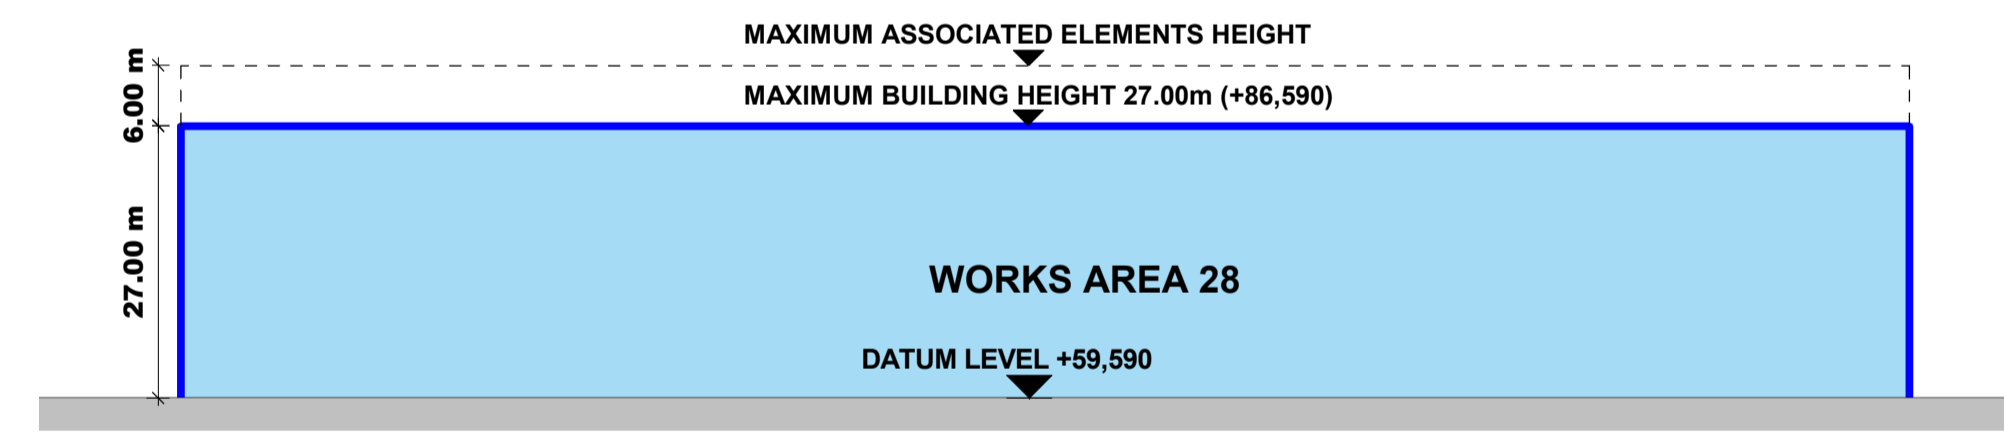 MAXIMUM ASSOCIATED ELEMENTS HEIGHT
6.00 m
MAXIMUM BUILDING HEIGHT 27.00m (+86,590)
27.00 m
WORKS AREA 28
DATUM LEVEL +59,590